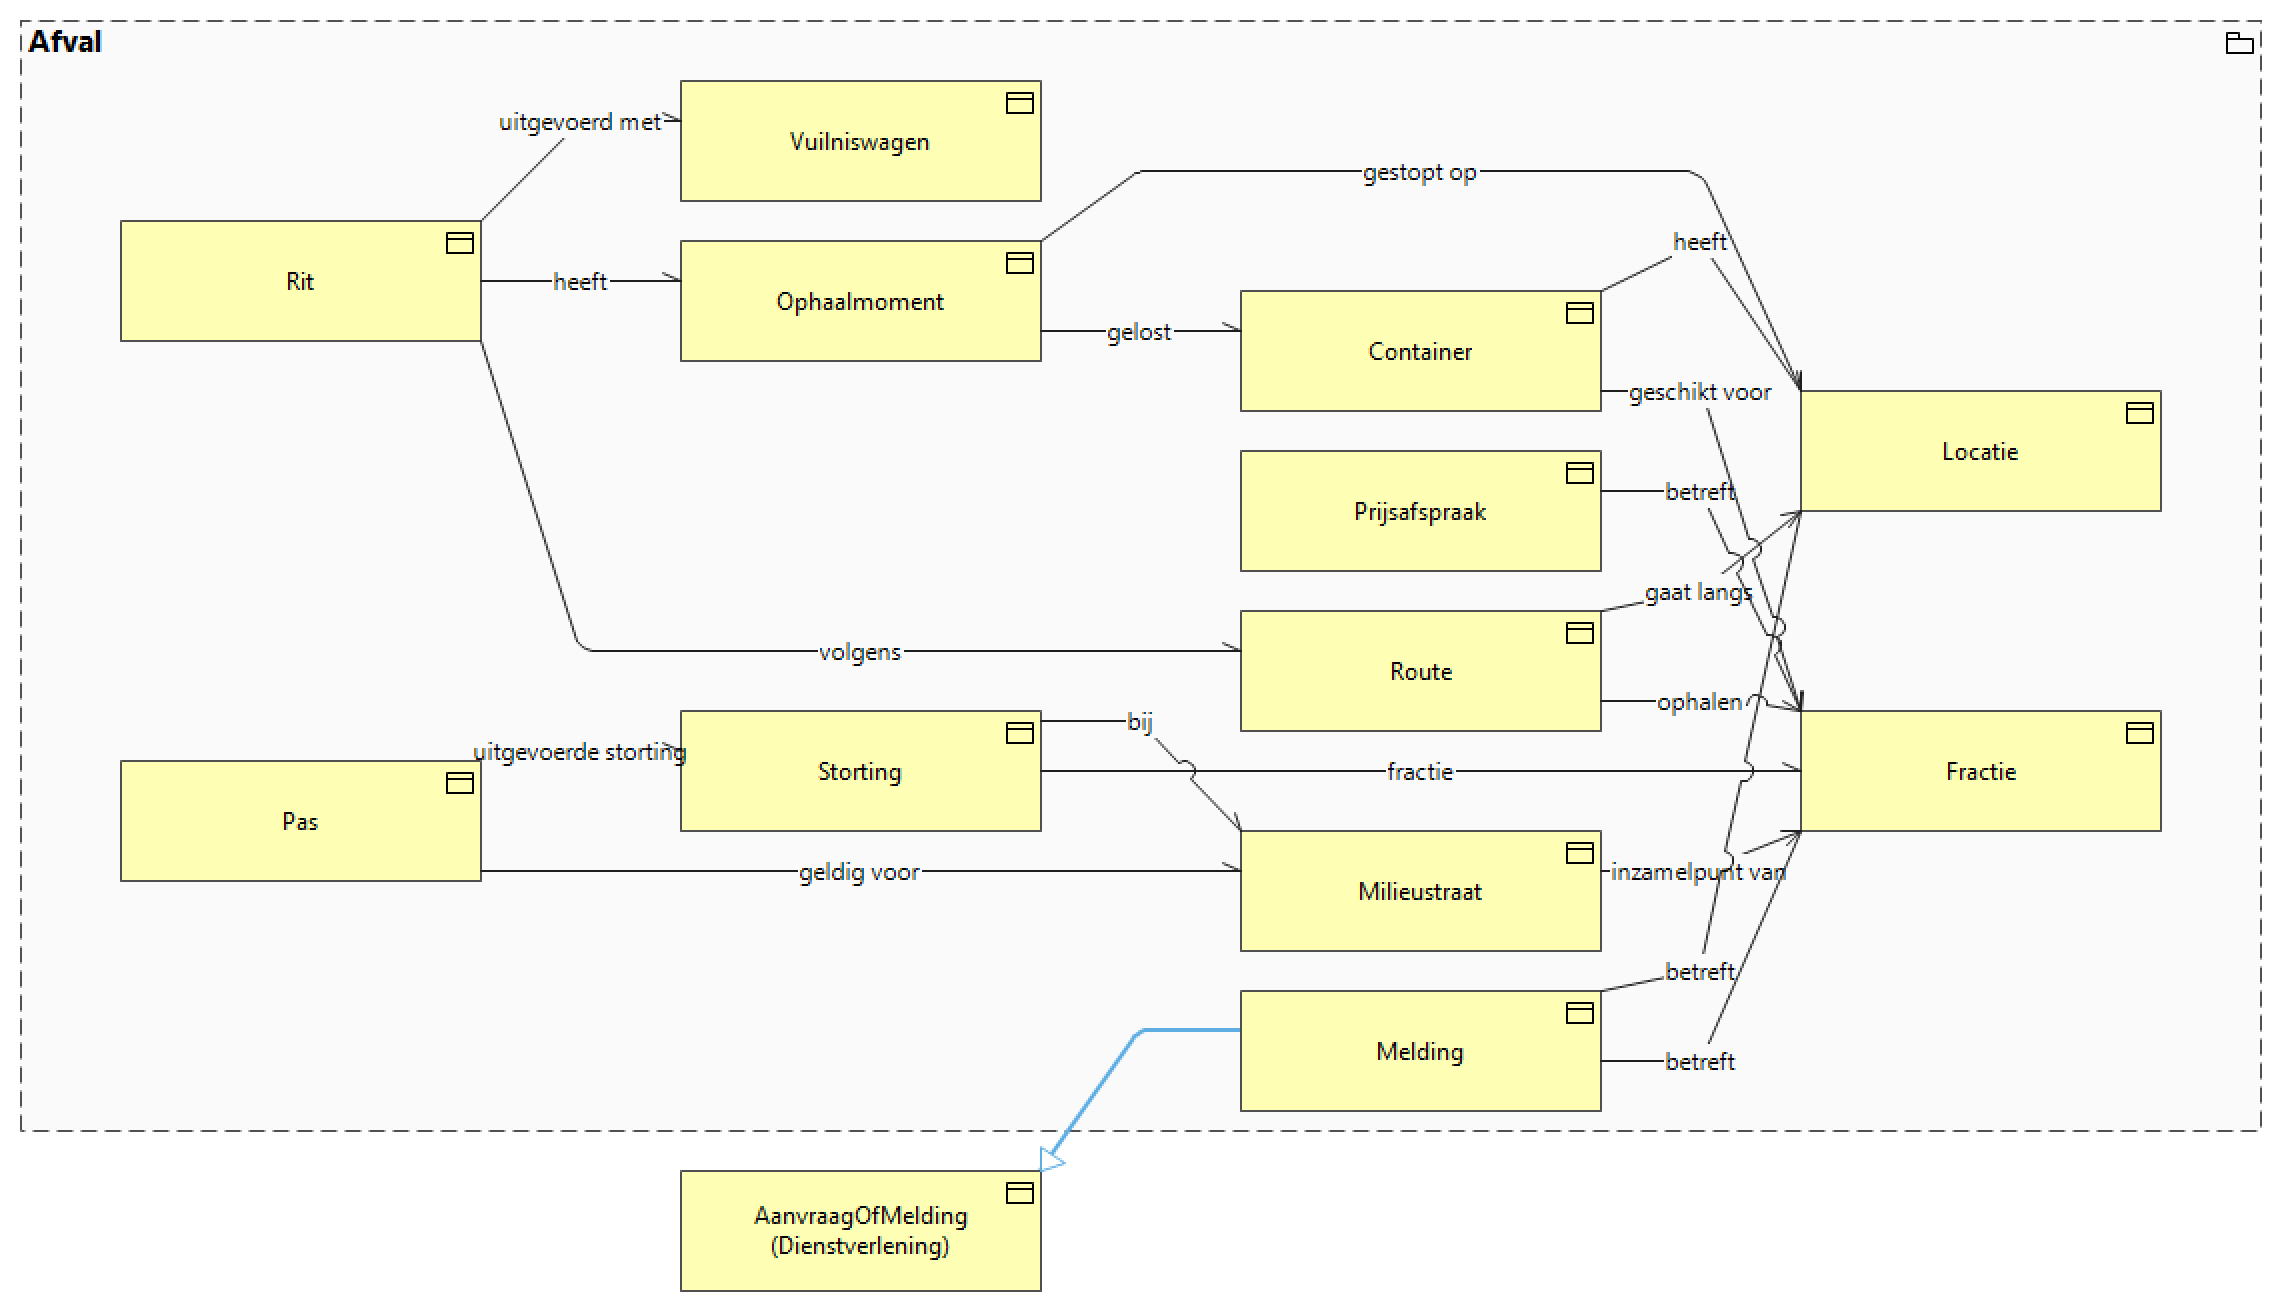 Afval
uitgevoerd met
Vuilniswagen
gestopt op
heeft
Rit
heeft
Ophaalmoment
gelost
Container
geschikt voor
Locatie
Prijsafspraak
betreft
gaat langs
volgens
Route
ophalen
bij
uitgevoerde storting
Storting
fractie
Fractie
Pas
geldig voor
Milieustraat
inzamelpunt van
betreft
Melding
betreft
AanvraagOfMelding
(Dienstverlening)